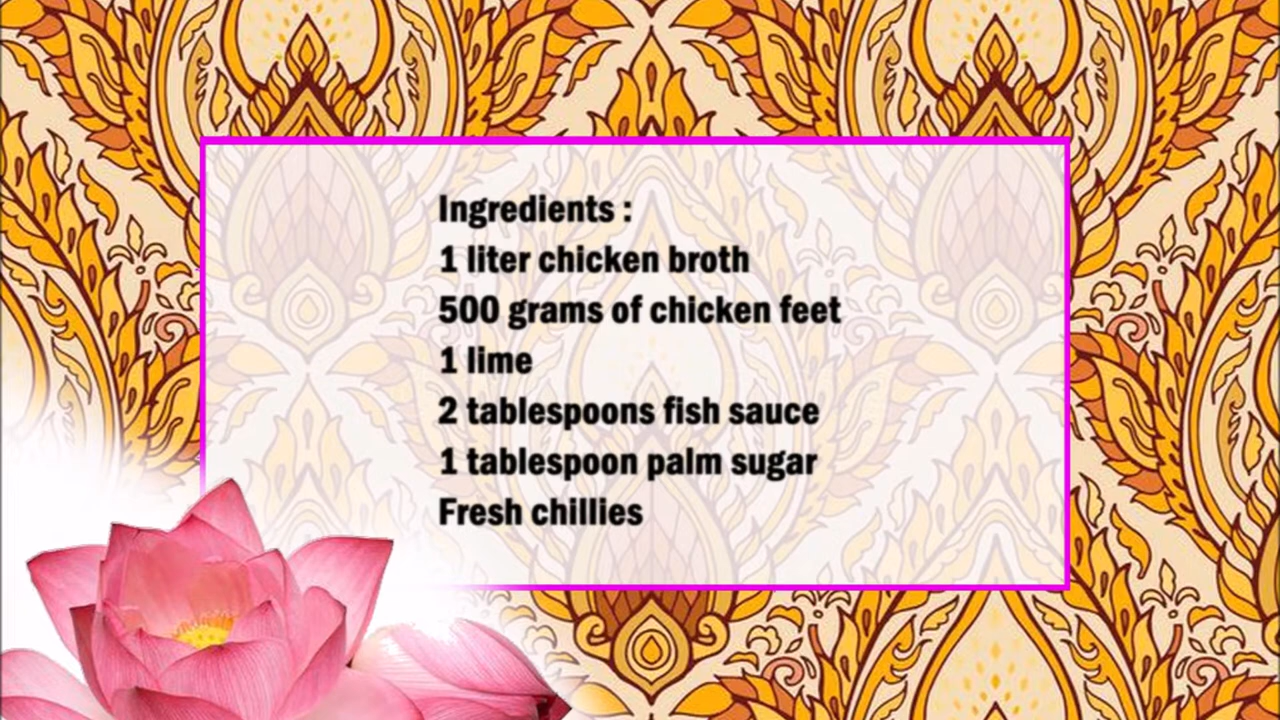 Ingredients :
1 liter chicken broth
500 grams of chicken feet
1 lime
2 tablespoons fish sauce
1 tablespoon palm sugar
Fresh chillies